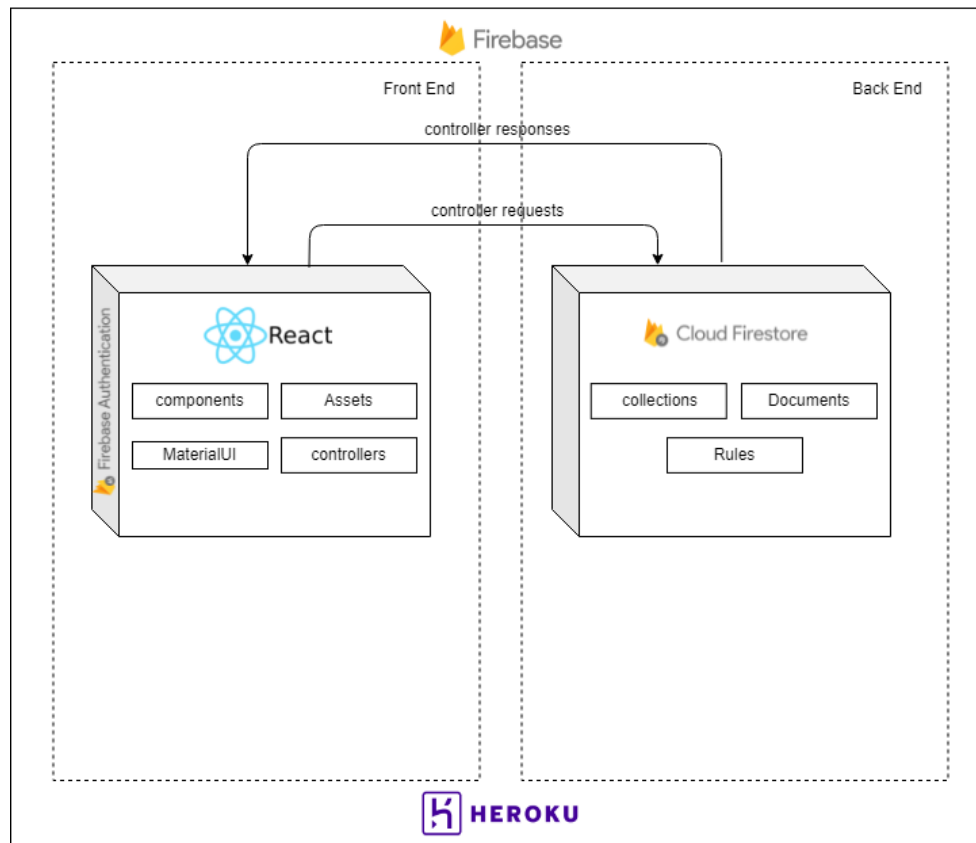 Firebase
Front End
Back End
controller responses
controller requests
Firebase Authentication
React
components
Assets
MaterialUI
controllers
Cloud Firestore
collections
Documents
Rules
HEROKU